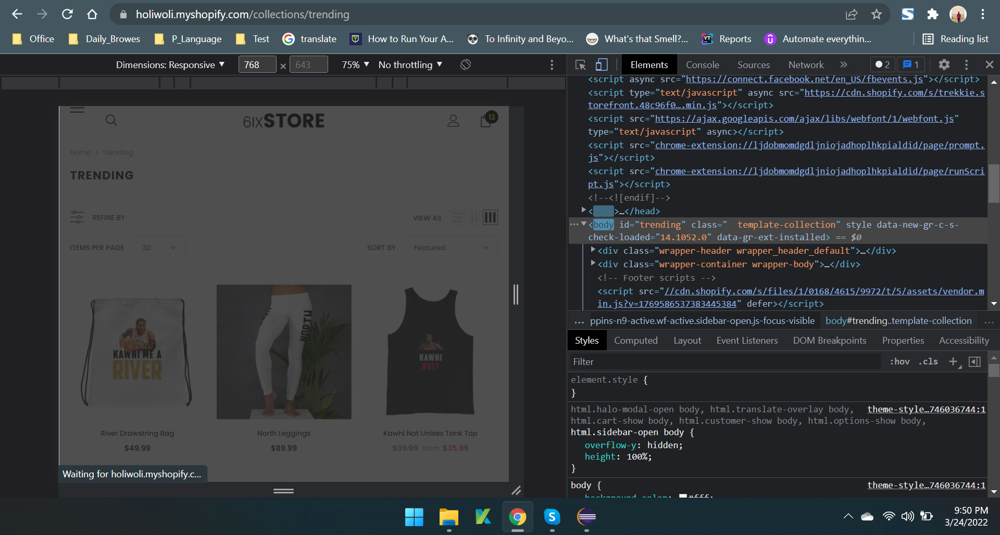 holiwoli.myshopify.com/collections/trending
Office
Daily_Browes
P_Language
Test
translate
How to Run Your A...
To Infinity and Beyo...
What's that Smell?...
Reports
Automate everythin...
Reading list
Dimensions: Responsive
768
×
643
75%
No throttling
Elements
Console
Sources
Network
2
1
6IXSTORE
12
Home
Trending
TRENDING
REFINE BY
VIEW AS
ITEMS PER PAGE
30
SORT BY
Featured
KAWHI ME A
RIVER
NORTH
KAWHI
NOT?
River Drawstring Bag
$49.99
North Leggings
$89.99
Kawhi Not Unisex Tank Top
$39.99 from $35.99
Waiting for holiwoli.myshopify.c...
<script async src="https://connect.facebook.net/en_US/fbevents.js"></script>
<script type="text/javascript" async src="https://cdn.shopify.com/s/trekkie.s
torefront.48c96f0….min.js"></script>
<script src="https://ajax.googleapis.com/ajax/libs/webfont/1/webfont.js"
type="text/javascript" async></script>
<script src="chrome-extension://ljdobmomdgdljniojadhoplhkpialdid/page/prompt.
js"></script>
<script src="chrome-extension://ljdobmomdgdljniojadhoplhkpialdid/page/runScri
pt.js"></script>
<!--<![endif]-->
< >…</head>
<body id="trending" class="  template-collection" style data-new-gr-c-s-
check-loaded="14.1052.0" data-gr-ext-installed> == $0
<div class="wrapper-header wrapper_header_default">…</div>
<div class="wrapper-container wrapper-body">…</div>
<!-- Footer scripts -->
<script src="//cdn.shopify.com/s/files/1/0168/4615/9972/t/5/assets/vendor.m
in.js?v=1769586537383445384" defer></script>
... ppins-n9-active.wf-active.sidebar-open.js-focus-visible
body#trending..template-collection
...
Styles
Computed
Layout
Event Listeners
DOM Breakpoints
Properties
Accessibility
Filter
:hov
.cls
element.style {
}
html.halo-modal-open body, html.translate-overlay body,
theme-style…746036744:1
html.cart-show body, html.customer-show body, html.options-show body,
html.sidebar-open body {
overflow-y: hidden;
height: 100%;
}
body {
theme-style…746036744:1
background-color: #fff;
9:50 PM
3/24/2022